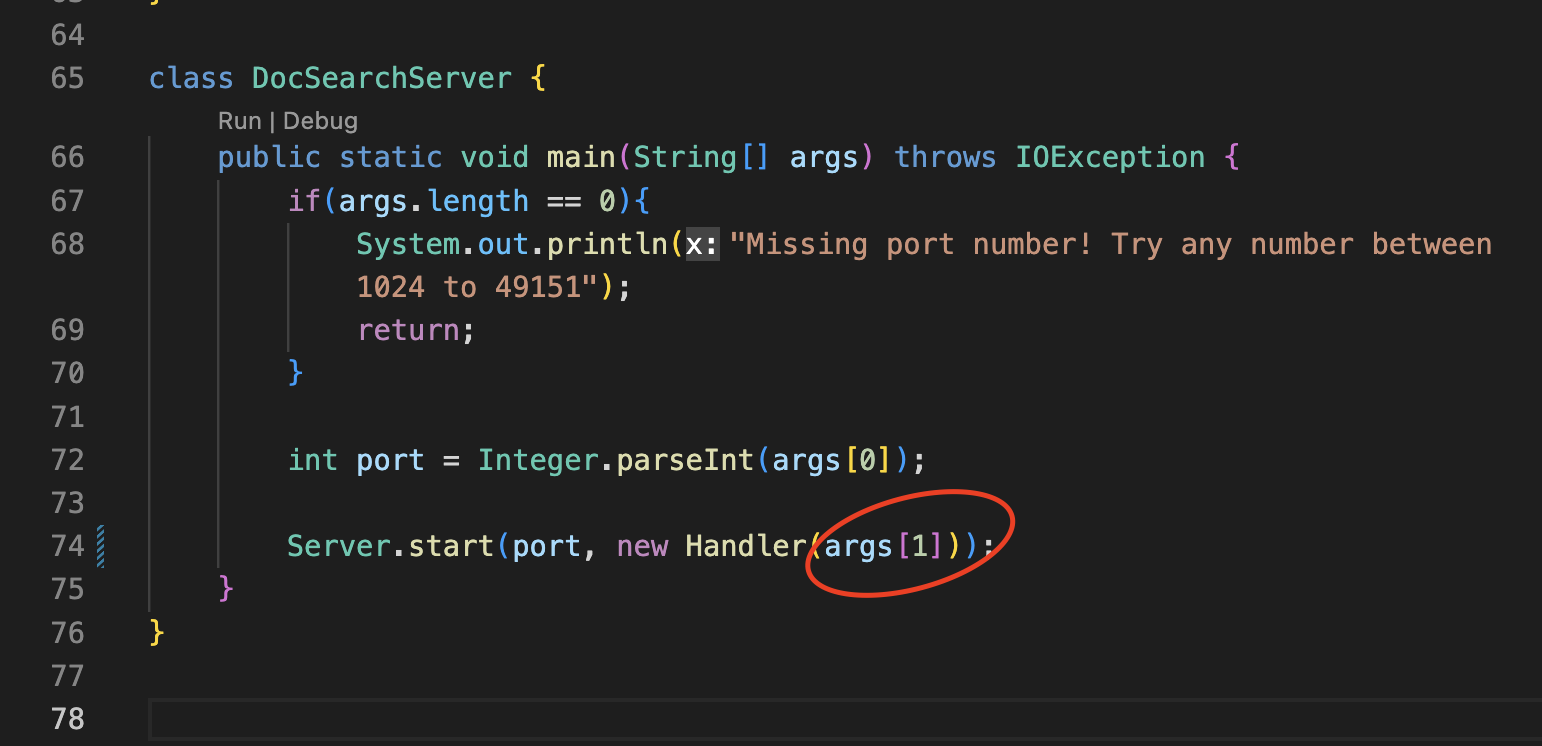 64
65 class DocSearchServer {
Run | Debug
66 public static void main(String[] args) throws IOException {
67 if(args.length == 0){
68 System.out.println(x: "Missing port number! Try any number between
1024 to 49151");
69 return;
70 }
71
72 int port = Integer.parseInt(args[0]);
73
74 Server.start(port, new Handler(args[1]));
75 }
76 }
77
78